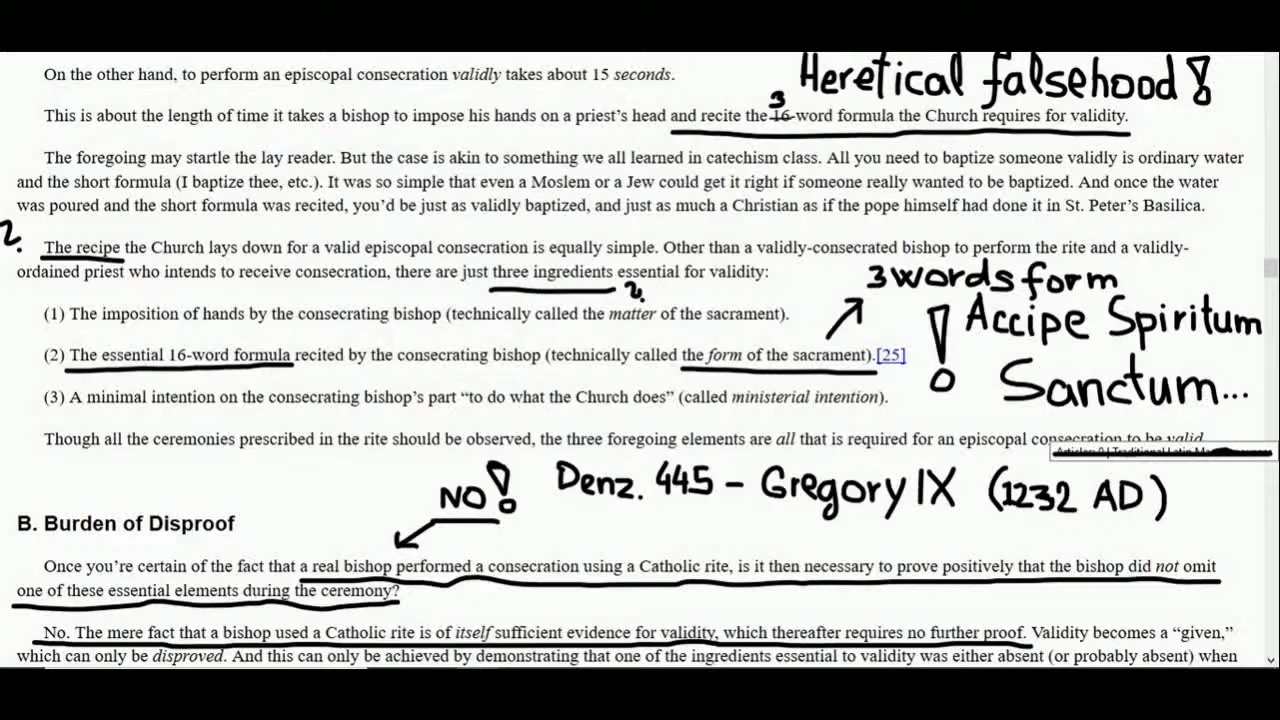 Heretical falsehood!
On the other hand, to perform an episcopal consecration validly takes about 15 seconds.
3
This is about the length of time it takes a bishop to impose his hands on a priest's head and recite the 16-word formula the Church requires for validity.
The foregoing may startle the lay reader. But the case is akin to something we all learned in catechism class. All you need to baptize someone validly is ordinary water
and the short formula (I baptize thee, etc.). It was so simple that even a Moslem or a Jew could get it right if someone really wanted to be baptized. And once the water
was poured and the short formula was recited, you'd be just as validly baptized, and just as much a Christian as if the pope himself had done it in St. Peter's Basilica.
?
The recipe the Church lays down for a valid episcopal consecration is equally simple. Other than a validly-consecrated bishop to perform the rite and a validly-
ordained priest who intends to receive consecration, there are just three ingredients essential for validity:
?
3 words form
(1) The imposition of hands by the consecrating bishop (technically called the matter of the sacrament).
! Accipe Spiritum
(2) The essential 16-word formula recited by the consecrating bishop (technically called the form of the sacrament).[25]
Sanctum...
(3) A minimal intention on the consecrating bishop's part “to do what the Church does” (called ministerial intention).
Though all the ceremonies prescribed in the rite should be observed, the three foregoing elements are all that is required for an episcopal consecration to be valid
NO! Denz. 445 - Gregory IX (1232 AD)
B. Burden of Disproof
Once you're certain of the fact that a real bishop performed a consecration using a Catholic rite, is it then necessary to prove positively that the bishop did not omit
one of these essential elements during the ceremony?
No. The mere fact that a bishop used a Catholic rite is of itself sufficient evidence for validity, which thereafter requires no further proof. Validity becomes a “given,”
which can only be disproved. And this can only be achieved by demonstrating that one of the ingredients essential to validity was either absent (or probably absent) when